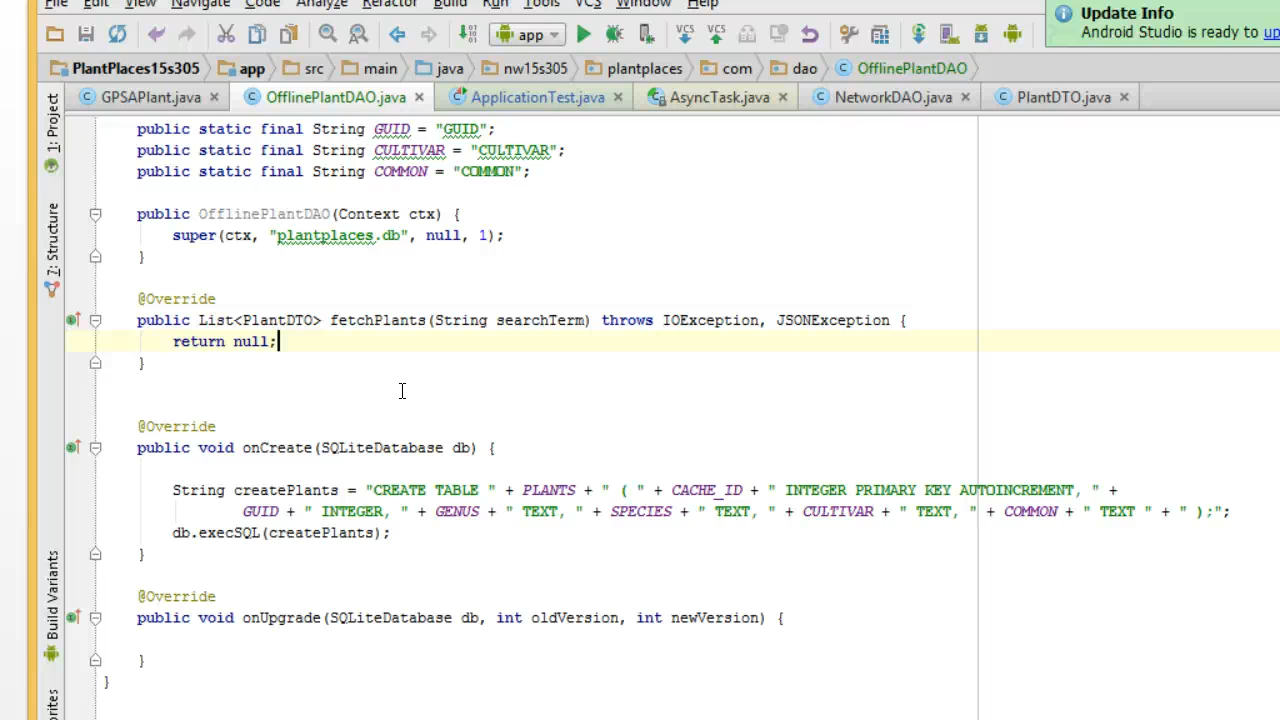 File Edit View Navigate Code Analyze Refactor Build Run Tools VCS Window Help
Update Info
Android Studio is ready to up
app VCS VCS
PlantPlaces15s305 app src main java nw15s305 plantplaces com dao OfflinePlantDAO
GPSAPlant.java OfflinePlantDAO.java ApplicationTest.java AsyncTask.java NetworkDAO.java PlantDTO.java
1: Project
7: Structure
Build Variants
orites
public static final String GUID = "GUID";
public static final String CULTIVAR = "CULTIVAR";
public static final String COMMON = "COMMON";
public OfflinePlantDAO(Context ctx) {
super(ctx, "plantplaces.db", null, 1);
}
@Override
public List<PlantDTO> fetchPlants(String searchTerm) throws IOException, JSONException {
return null;
}
@Override
public void onCreate(SQLiteDatabase db) {
String createPlants = "CREATE TABLE " + PLANTS + " ( " + CACHE_ID + " INTEGER PRIMARY KEY AUTOINCREMENT, " +
GUID + " INTEGER, " + GENUS + " TEXT, " + SPECIES + " TEXT, " + CULTIVAR + " TEXT, " + COMMON + " TEXT " + " );";
db.execSQL(createPlants);
}
@Override
public void onUpgrade(SQLiteDatabase db, int oldVersion, int newVersion) {
}
}